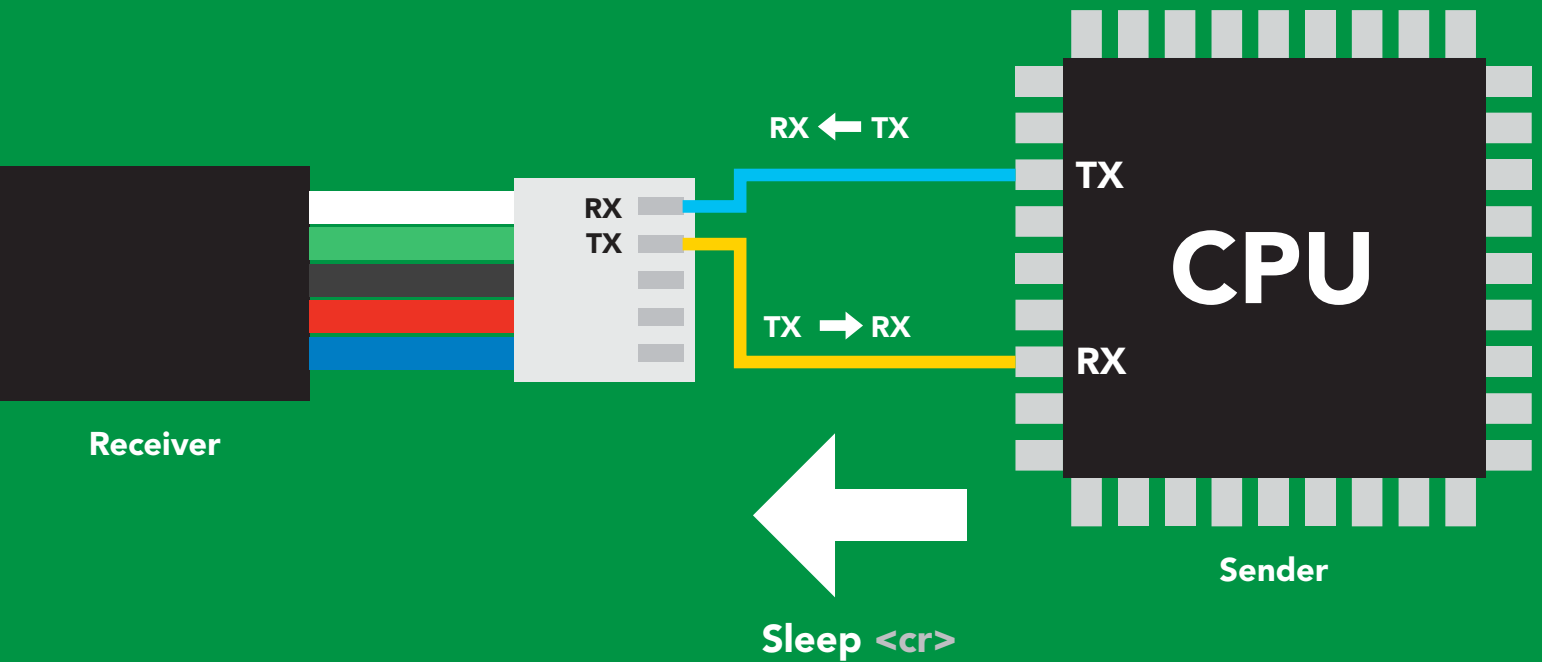 RX ← TX
TX
RX
TX
CPU
TX → RX
RX
Receiver
Sender
Sleep <cr>